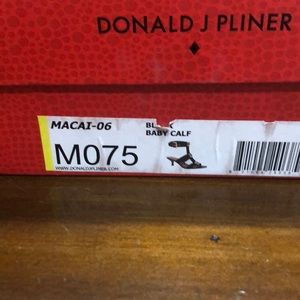 DONALD J PLINER
MACAI-06
BABY CALF
M075
WWW.DONALDJPLINER.COM